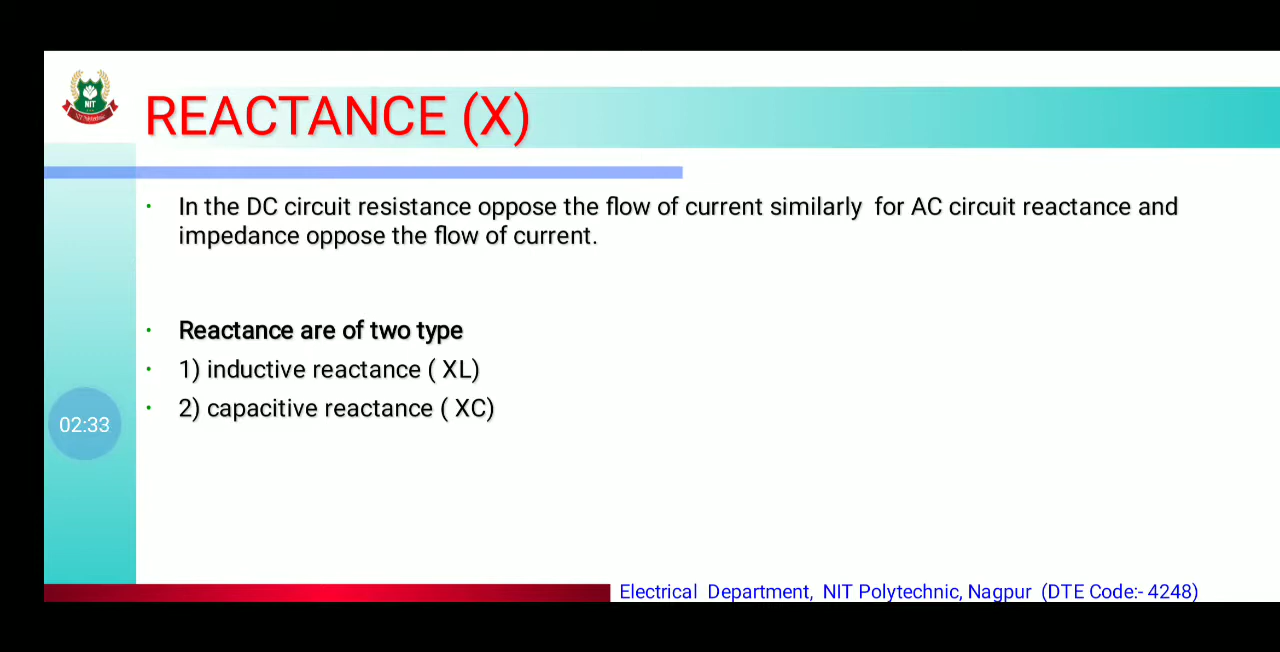 NIT
REACTANCE (X)
• In the DC circuit resistance oppose the flow of current similarly for AC circuit reactance and
impedance oppose the flow of current.
• Reactance are of two type
• 1) inductive reactance ( XL)
• 2) capacitive reactance ( XC)
02:33
Electrical Department, NIT Polytechnic, Nagpur (DTE Code:- 4248)